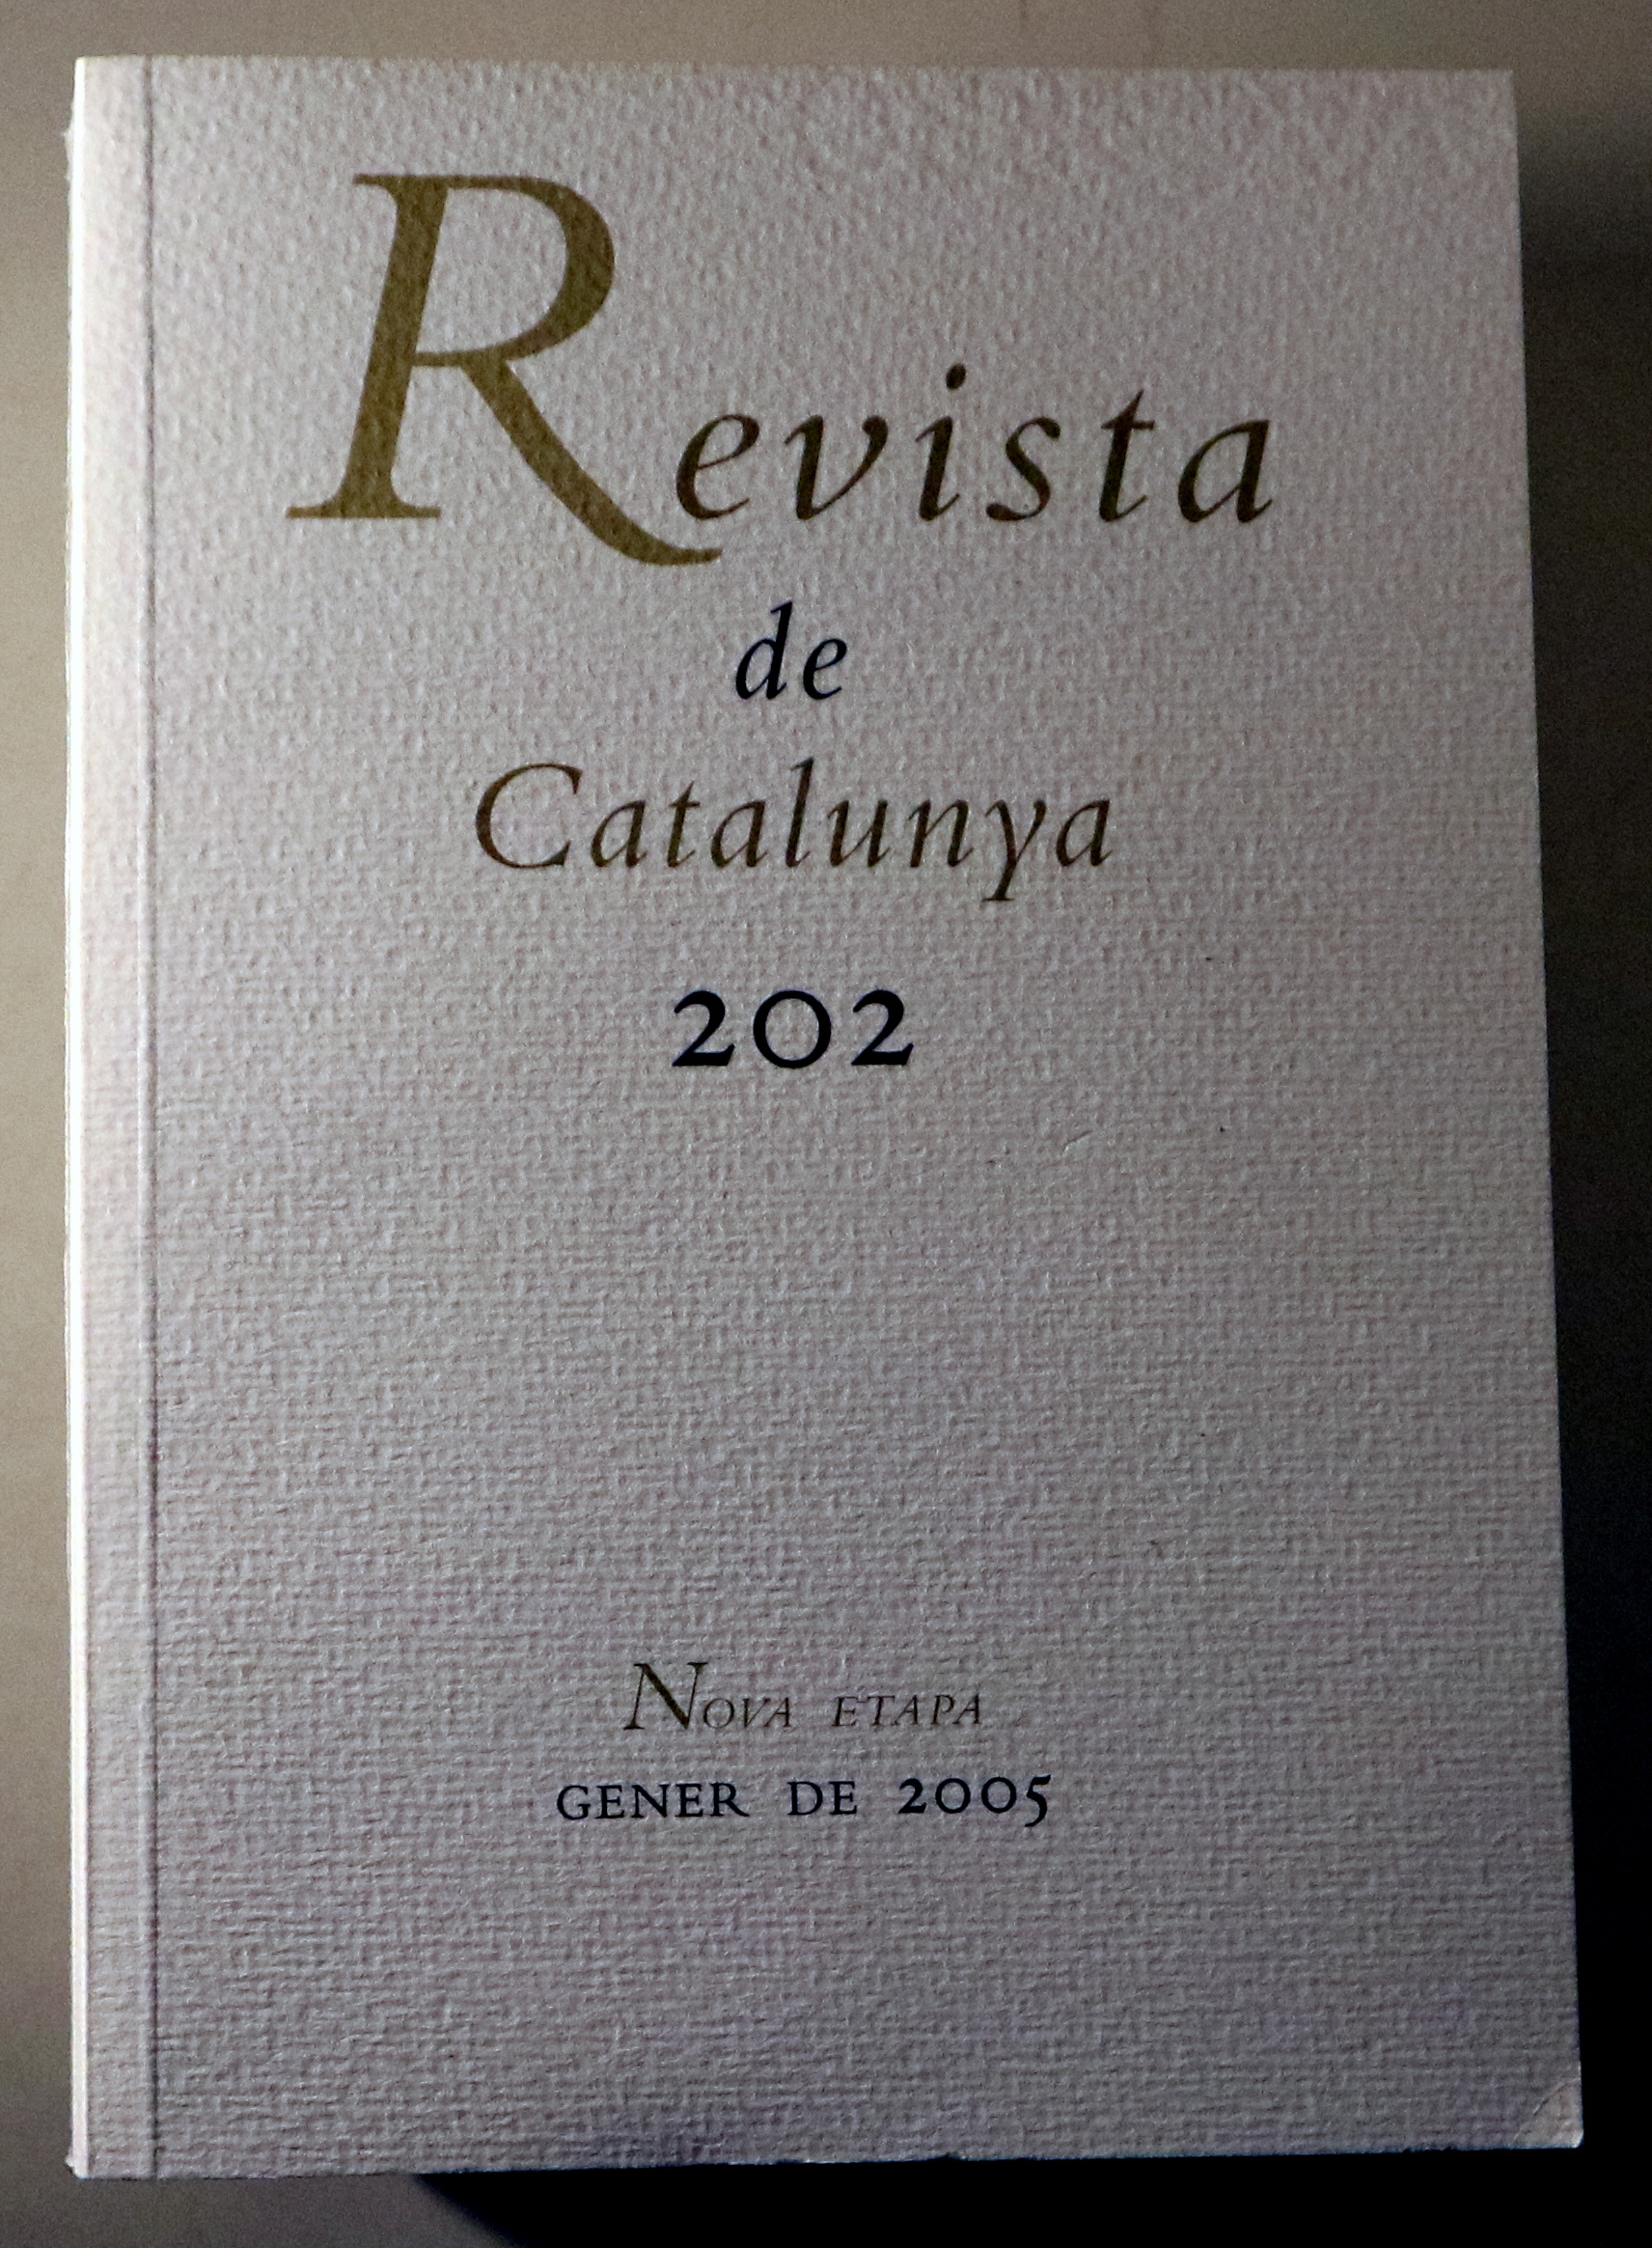 Revista
de
Catalunya
202
Nova etapa
GENER DE 2005